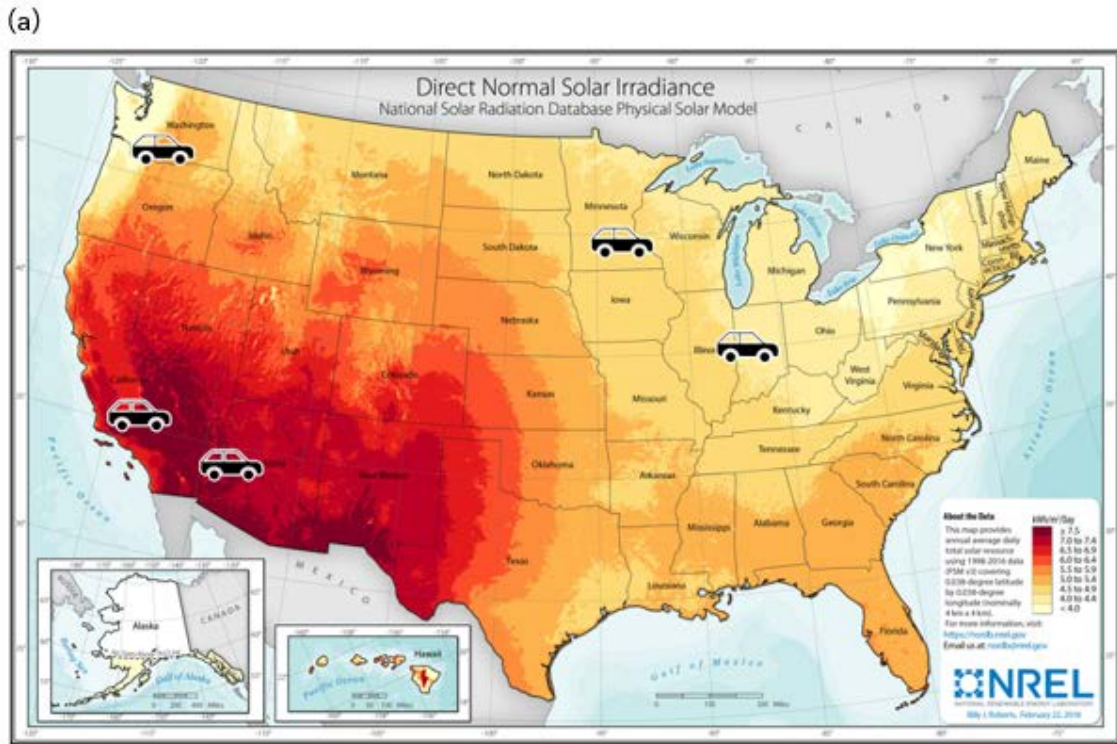 (a)
Direct Normal Solar Irradiance
National Solar Radiation Database Physical Solar Model
CANADA
Washington
Montana
North Dakota
Minnesota
Maine
Oregon
Idaho
South Dakota
Wisconsin
Michigan
New York
Wyoming
Iowa
Pennsylvania
Nebraska
Ohio
Nevada
Utah
Colorado
Illinois
West
Virginia
Virginia
California
Kansas
Missouri
Kentucky
North Carolina
Tennessee
Oklahoma
Arkansas
South Carolina
New Mexico
Mississippi
Alabama
Georgia
Texas
Louisiana
Florida
Pacific Ocean
Atlantic Ocean
MEXICO
Gulf of Mexico
Alaska
CANADA
Gulf of Alaska
Hawaii
Pacific Ocean
About the Data
This map provides
annual average daily
total solar resource
using 1998-2016 data
(PSM v3) covering
0.038-degree latitude
by 0.038-degree
longitude (nominally
4 km x 4 km).
For more information, visit:
https://nsrdb.nrel.gov
Email us at: nsrdb@nrel.gov
kWh/m²/Day
≥ 7.5
7.0 to 7.4
6.5 to 6.9
6.0 to 6.4
5.5 to 5.9
5.0 to 5.4
4.5 to 4.9
4.0 to 4.4
< 4.0
NREL
NATIONAL RENEWABLE ENERGY LABORATORY
Billy J. Roberts, February 22, 2018